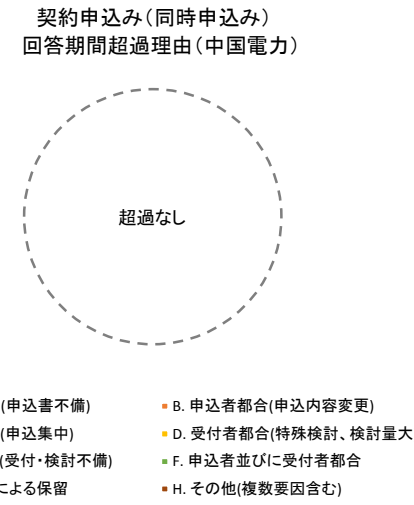 契約申込み（同時申込み）
回答期間超過理由（中国電力）
超過なし
(申込書不備)
B. 申込者都合(申込内容変更)
(申込集中)
D. 受付者都合(特殊検討、検討量大
(受付・検討不備)
F. 申込者並びに受付者都合
による保留
H. その他(複数要因含む)